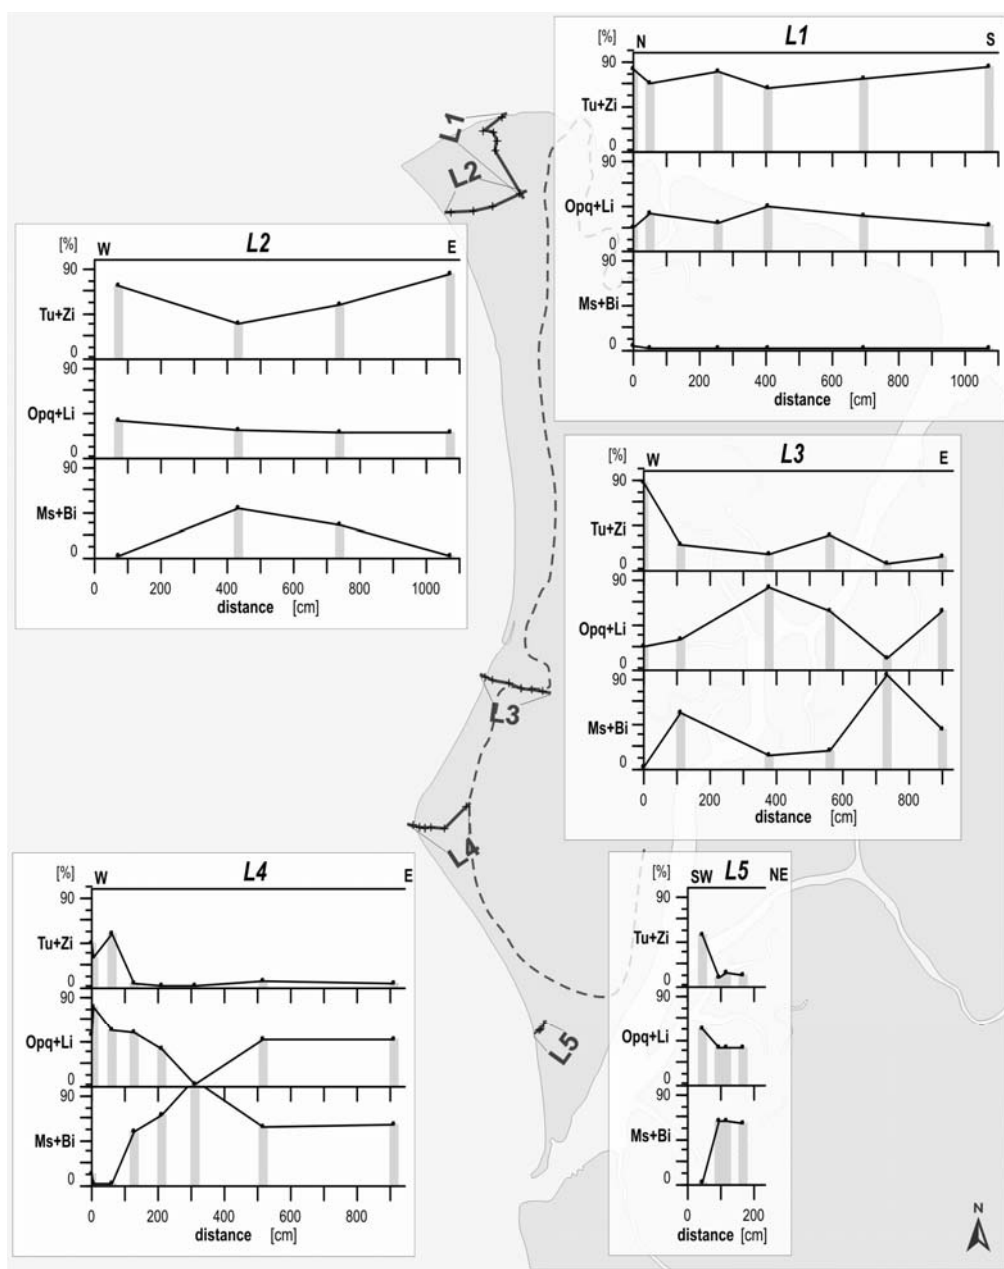 [%]
N
L1
S
90
Tu+Zi
0
90
Opq+Li
0
90
Ms+Bi
0
0 200 400 600 800 1000
distance [cm]
L1
L2
[%]
W
L2
E
90
Tu+Zi
0
90
Opq+Li
0
90
Ms+Bi
0
0 200 400 600 800 1000
distance [cm]
[%]
W
L3
E
90
Tu+Zi
0
90
Opq+Li
0
90
Ms+Bi
0
0 200 400 600 800
distance [cm]
L3
L4
[%]
W
L4
E
90
Tu+Zi
0
90
Opq+Li
0
90
Ms+Bi
0
0 200 400 600 800
distance [cm]
[%]
SW L5 NE
90
Tu+Zi
0
90
Opq+Li
0
90
Ms+Bi
0
0 200
distance [cm]
L5
N